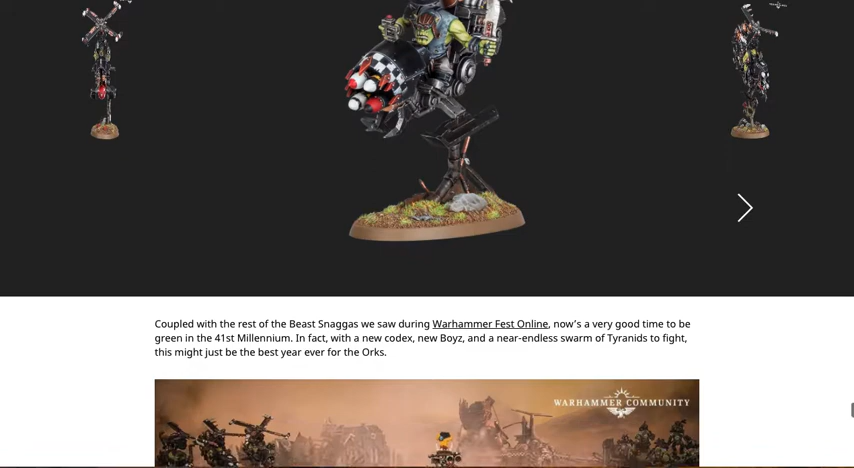 Coupled with the rest of the Beast Snaggas we saw during Warhammer Fest Online, now’s a very good time to be
green in the 41st Millennium. In fact, with a new codex, new Boyz, and a near-endless swarm of Tyranids to fight,
this might just be the best year ever for the Orks.
WARHAMMER COMMUNITY